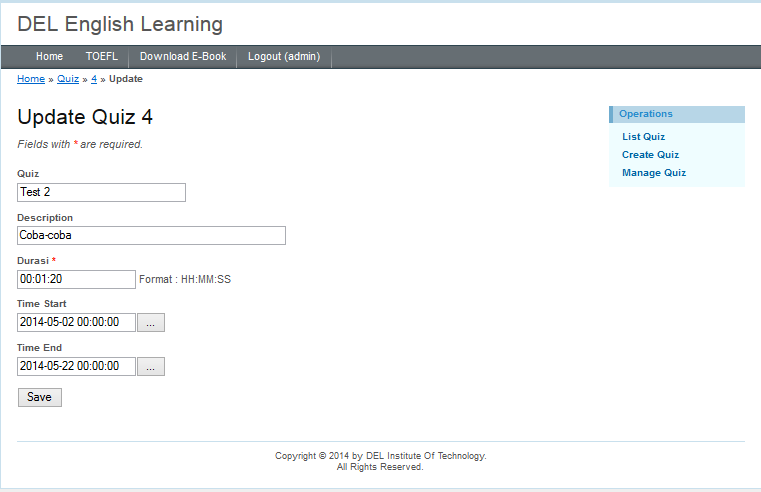 DEL English Learning
Home TOEFL Download E-Book Logout (admin)
Home » Quiz » 4 » Update
Update Quiz 4
Fields with * are required.
Quiz
Test 2
Description
Coba-coba
Durasi *
00:01:20 Format : HH:MM:SS
Time Start
2014-05-02 00:00:00 ...
Time End
2014-05-22 00:00:00 ...
Save
Operations
List Quiz
Create Quiz
Manage Quiz
Copyright © 2014 by DEL Institute Of Technology.
All Rights Reserved.